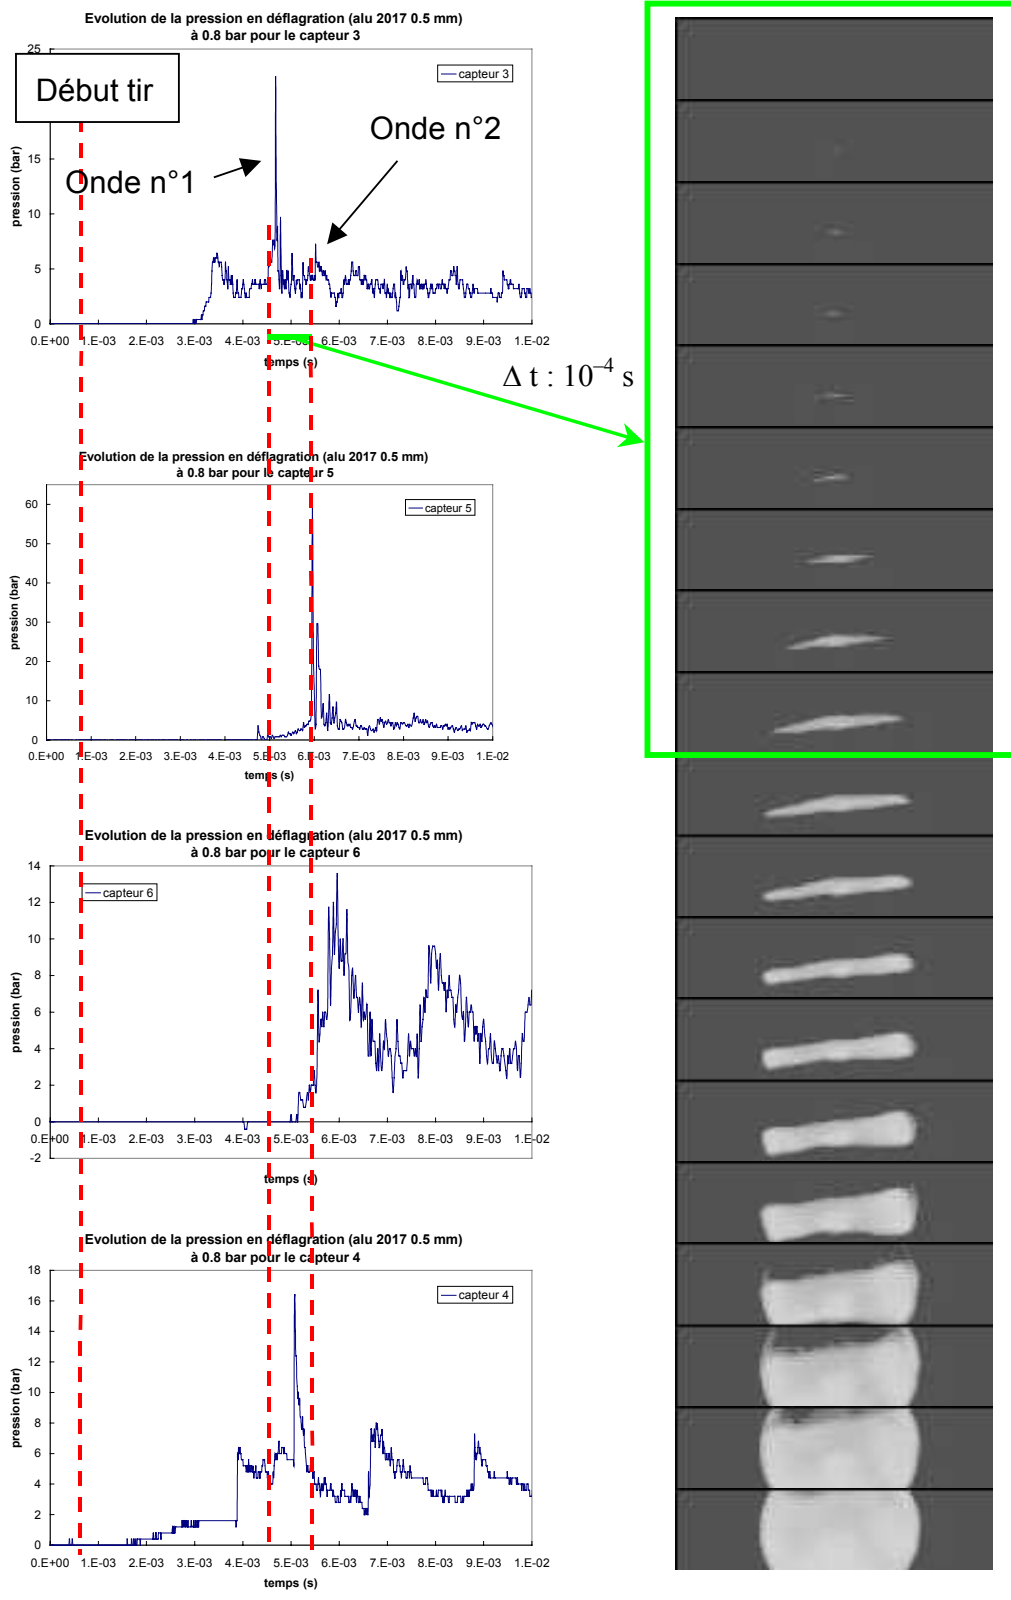 Evolution de la pression en déflagration (alu 2017 0.5 mm)
à 0.8 bar pour le capteur 3
25
15
10
5
0
pression (bar)
Début tir
capteur 3
Onde n°1
Onde n°2
0.E+00 1.E-03 2.E-03 3.E-03 4.E-03 5.E-03 6.E-03 7.E-03 8.E-03 9.E-03 1.E-02
temps (s)
Δ t : 10⁻⁴ s
Evolution de la pression en déflagration (alu 2017 0.5 mm)
à 0.8 bar pour le capteur 5
60
50
40
30
20
10
0
pression (bar)
capteur 5
0.E+00 1.E-03 2.E-03 3.E-03 4.E-03 5.E-03 6.E-03 7.E-03 8.E-03 9.E-03 1.E-02
temps (s)
Evolution de la pression en déflagration (alu 2017 0.5 mm)
à 0.8 bar pour le capteur 6
14
12
10
8
6
4
2
0
-2
pression (bar)
capteur 6
0.E+00 1.E-03 2.E-03 3.E-03 4.E-03 5.E-03 6.E-03 7.E-03 8.E-03 9.E-03 1.E-02
temps (s)
Evolution de la pression en déflagration (alu 2017 0.5 mm)
à 0.8 bar pour le capteur 4
18
16
14
12
10
8
6
4
2
0
pression (bar)
capteur 4
0.E+00 1.E-03 2.E-03 3.E-03 4.E-03 5.E-03 6.E-03 7.E-03 8.E-03 9.E-03 1.E-02
temps (s)